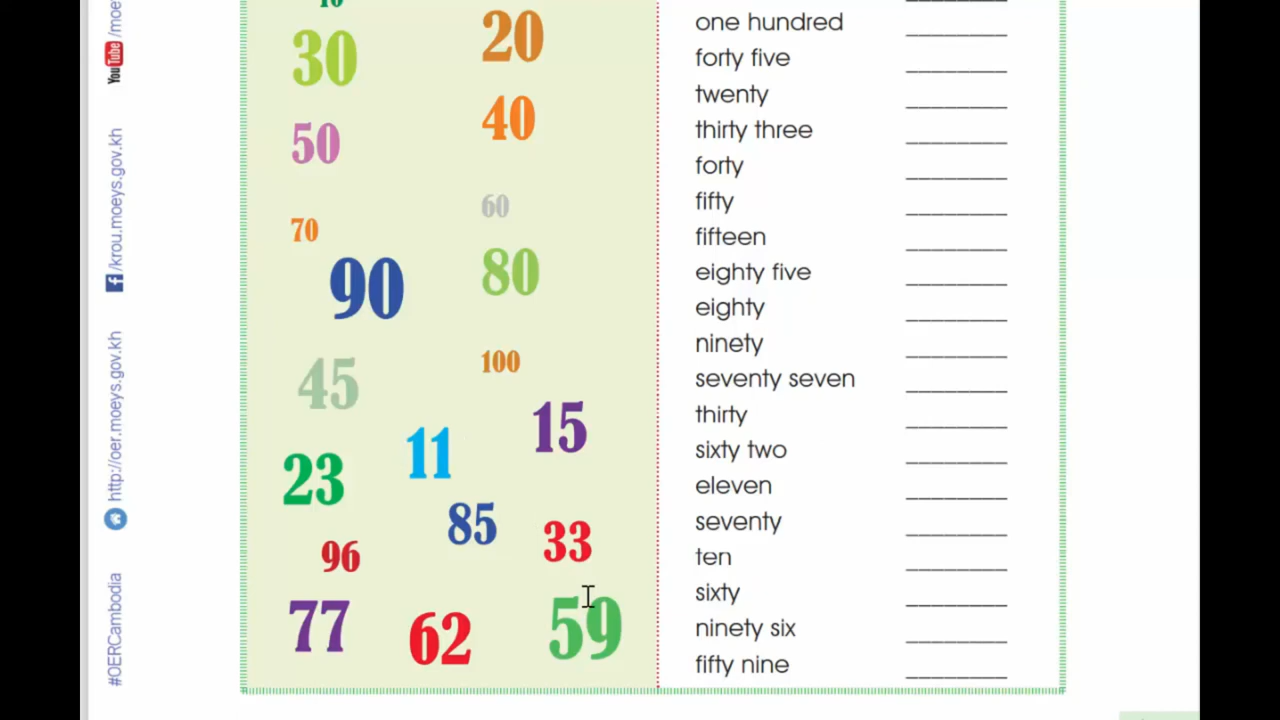 30
20
50
40
70
60
90
80
45
100
15
11
23
85
33
96
77
62
59
one hundred
forty five
twenty
thirty three
forty
fifty
fifteen
eighty five
eighty
ninety
seventy seven
thirty
sixty two
eleven
seventy
ten
sixty
ninety six
fifty nine
You Tube /moe
/krou.moeys.gov.kh
http://oer.moeys.gov.kh
#OERCambodia